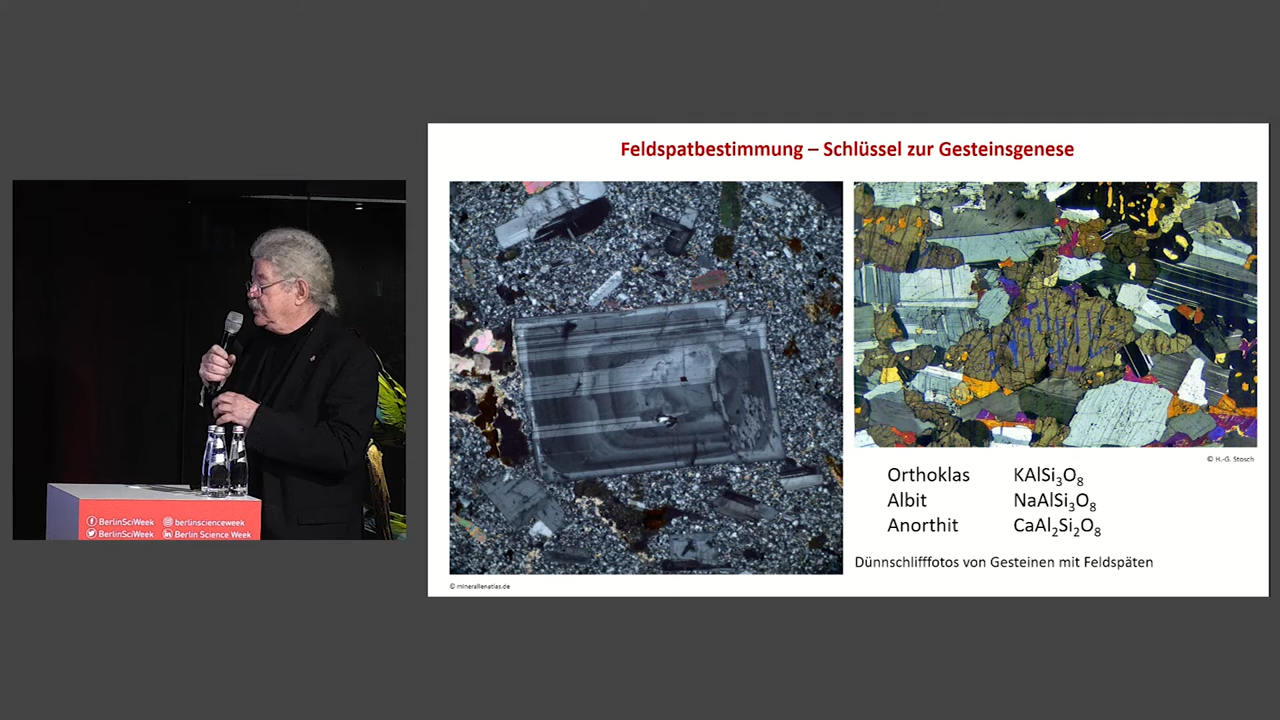 Feldspatbestimmung – Schlüssel zur Gesteinsgenese
© H.-G. Stosch
Orthoklas KAlSi₃O₈
Albit NaAlSi₃O₈
Anorthit CaAl₂Si₂O₈
Dünnschlifffotos von Gesteinen mit Feldspäten
© mineralienatlas.de
BerlinSciWeek berlinscienceweek
BerlinSciWeek Berlin Science Week